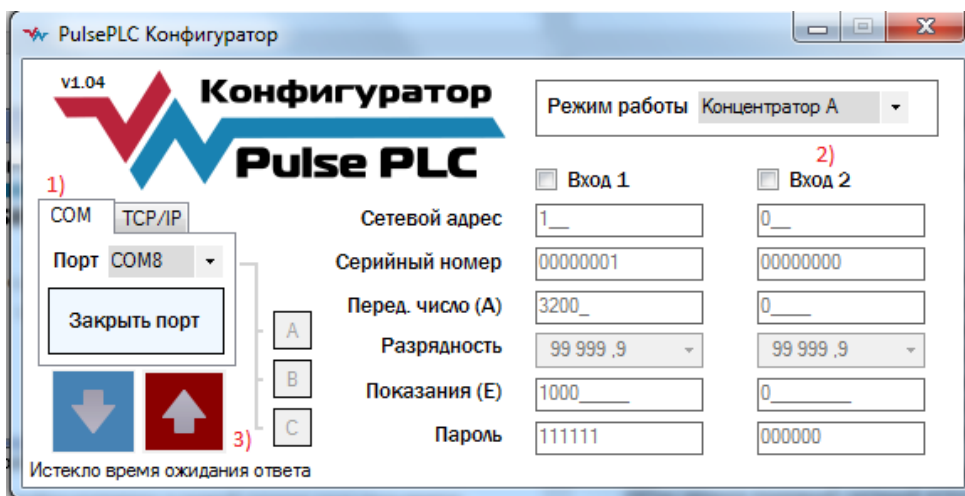 PulsePLC Конфигуратор
v1.04
Конфигуратор
Pulse PLC
Режим работы Концентратор A
1)
2)
Вход 1 Вход 2
COM TCP/IP
Сетевой адрес 1__ 0__
Порт COM8
Серийный номер 00000001 00000000
Закрыть порт
Перед. число (A) 3200_ 0____
A
Разрядность 99 999 ,9 99 999 ,9
B
Показания (E) 1000_____ 0________
3)
C
Пароль 111111 000000
Истекло время ожидания ответа